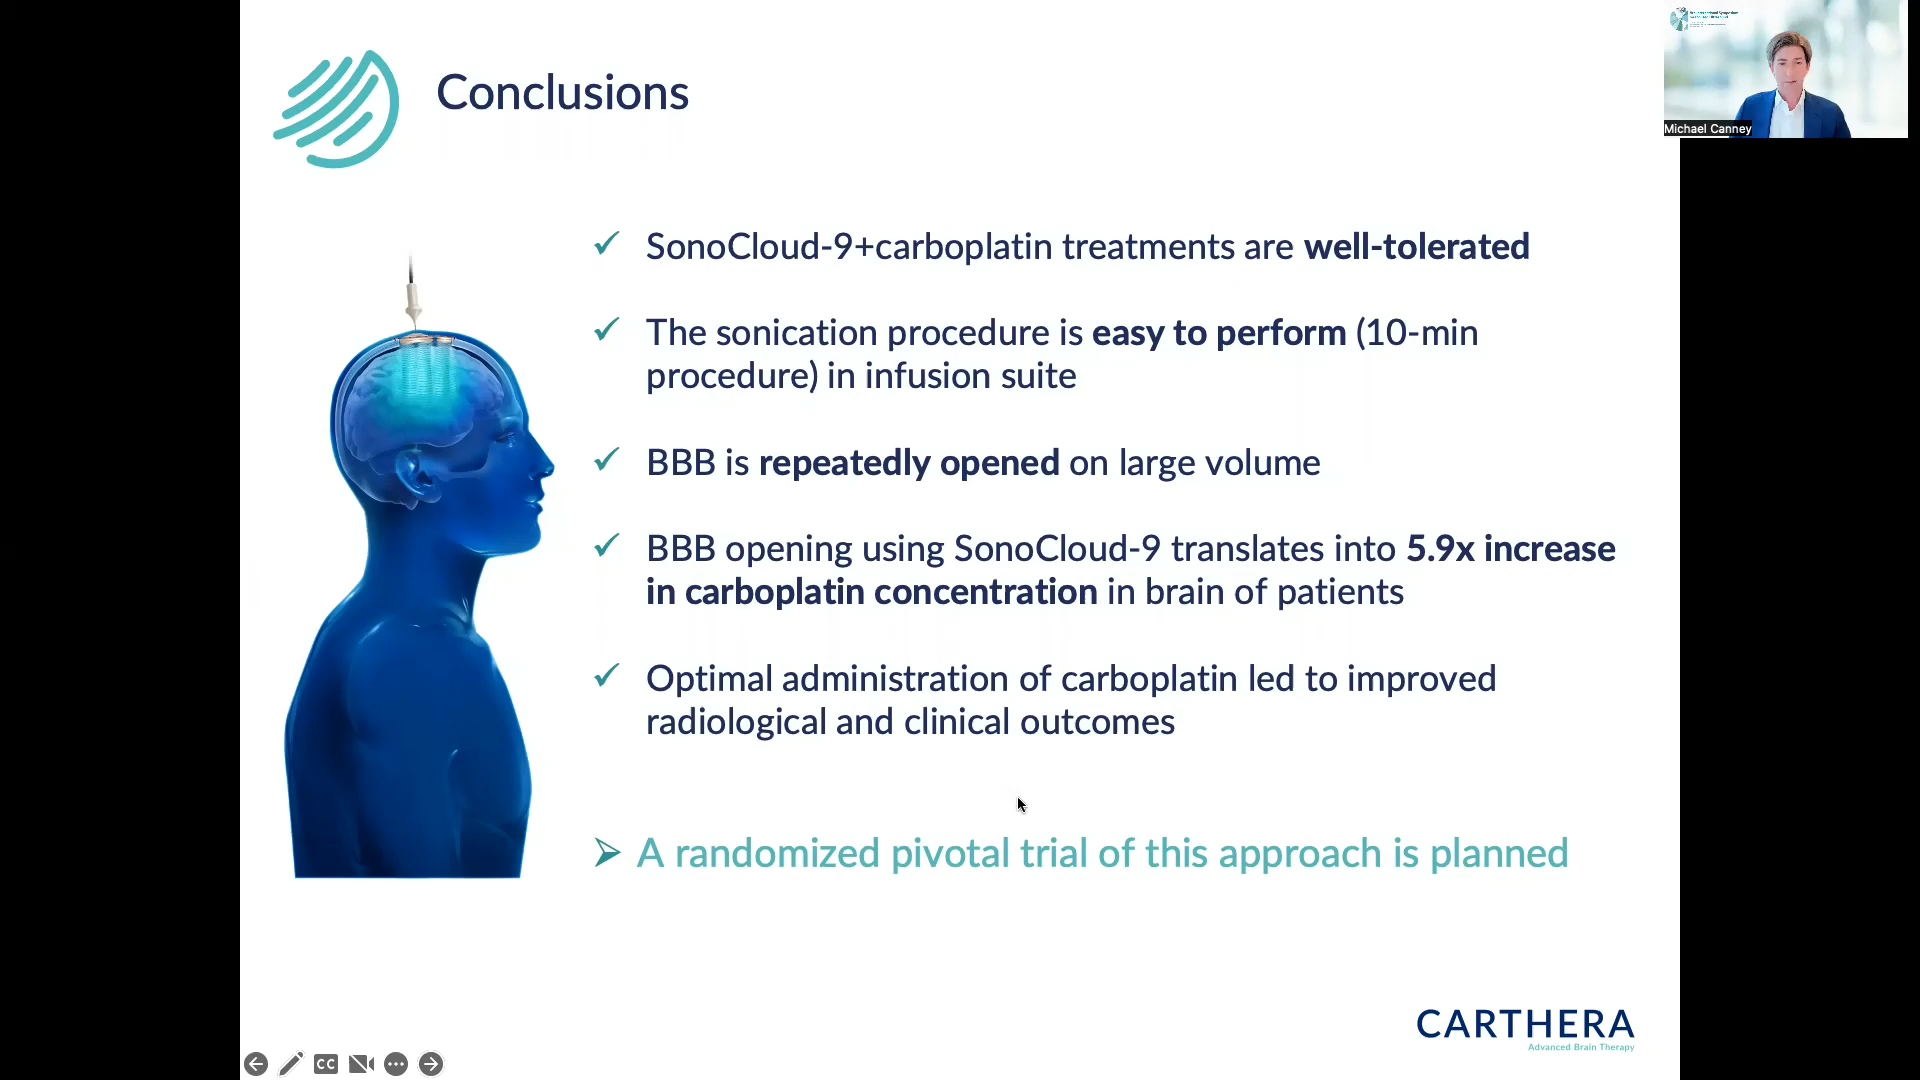 Conclusions
Michael Canney
SonoCloud-9+carboplatin treatments are well-tolerated
The sonication procedure is easy to perform (10-min
procedure) in infusion suite
BBB is repeatedly opened on large volume
BBB opening using SonoCloud-9 translates into 5.9x increase
in carboplatin concentration in brain of patients
Optimal administration of carboplatin led to improved
radiological and clinical outcomes
A randomized pivotal trial of this approach is planned
CARTHERA
Advanced Brain Therapy
CC